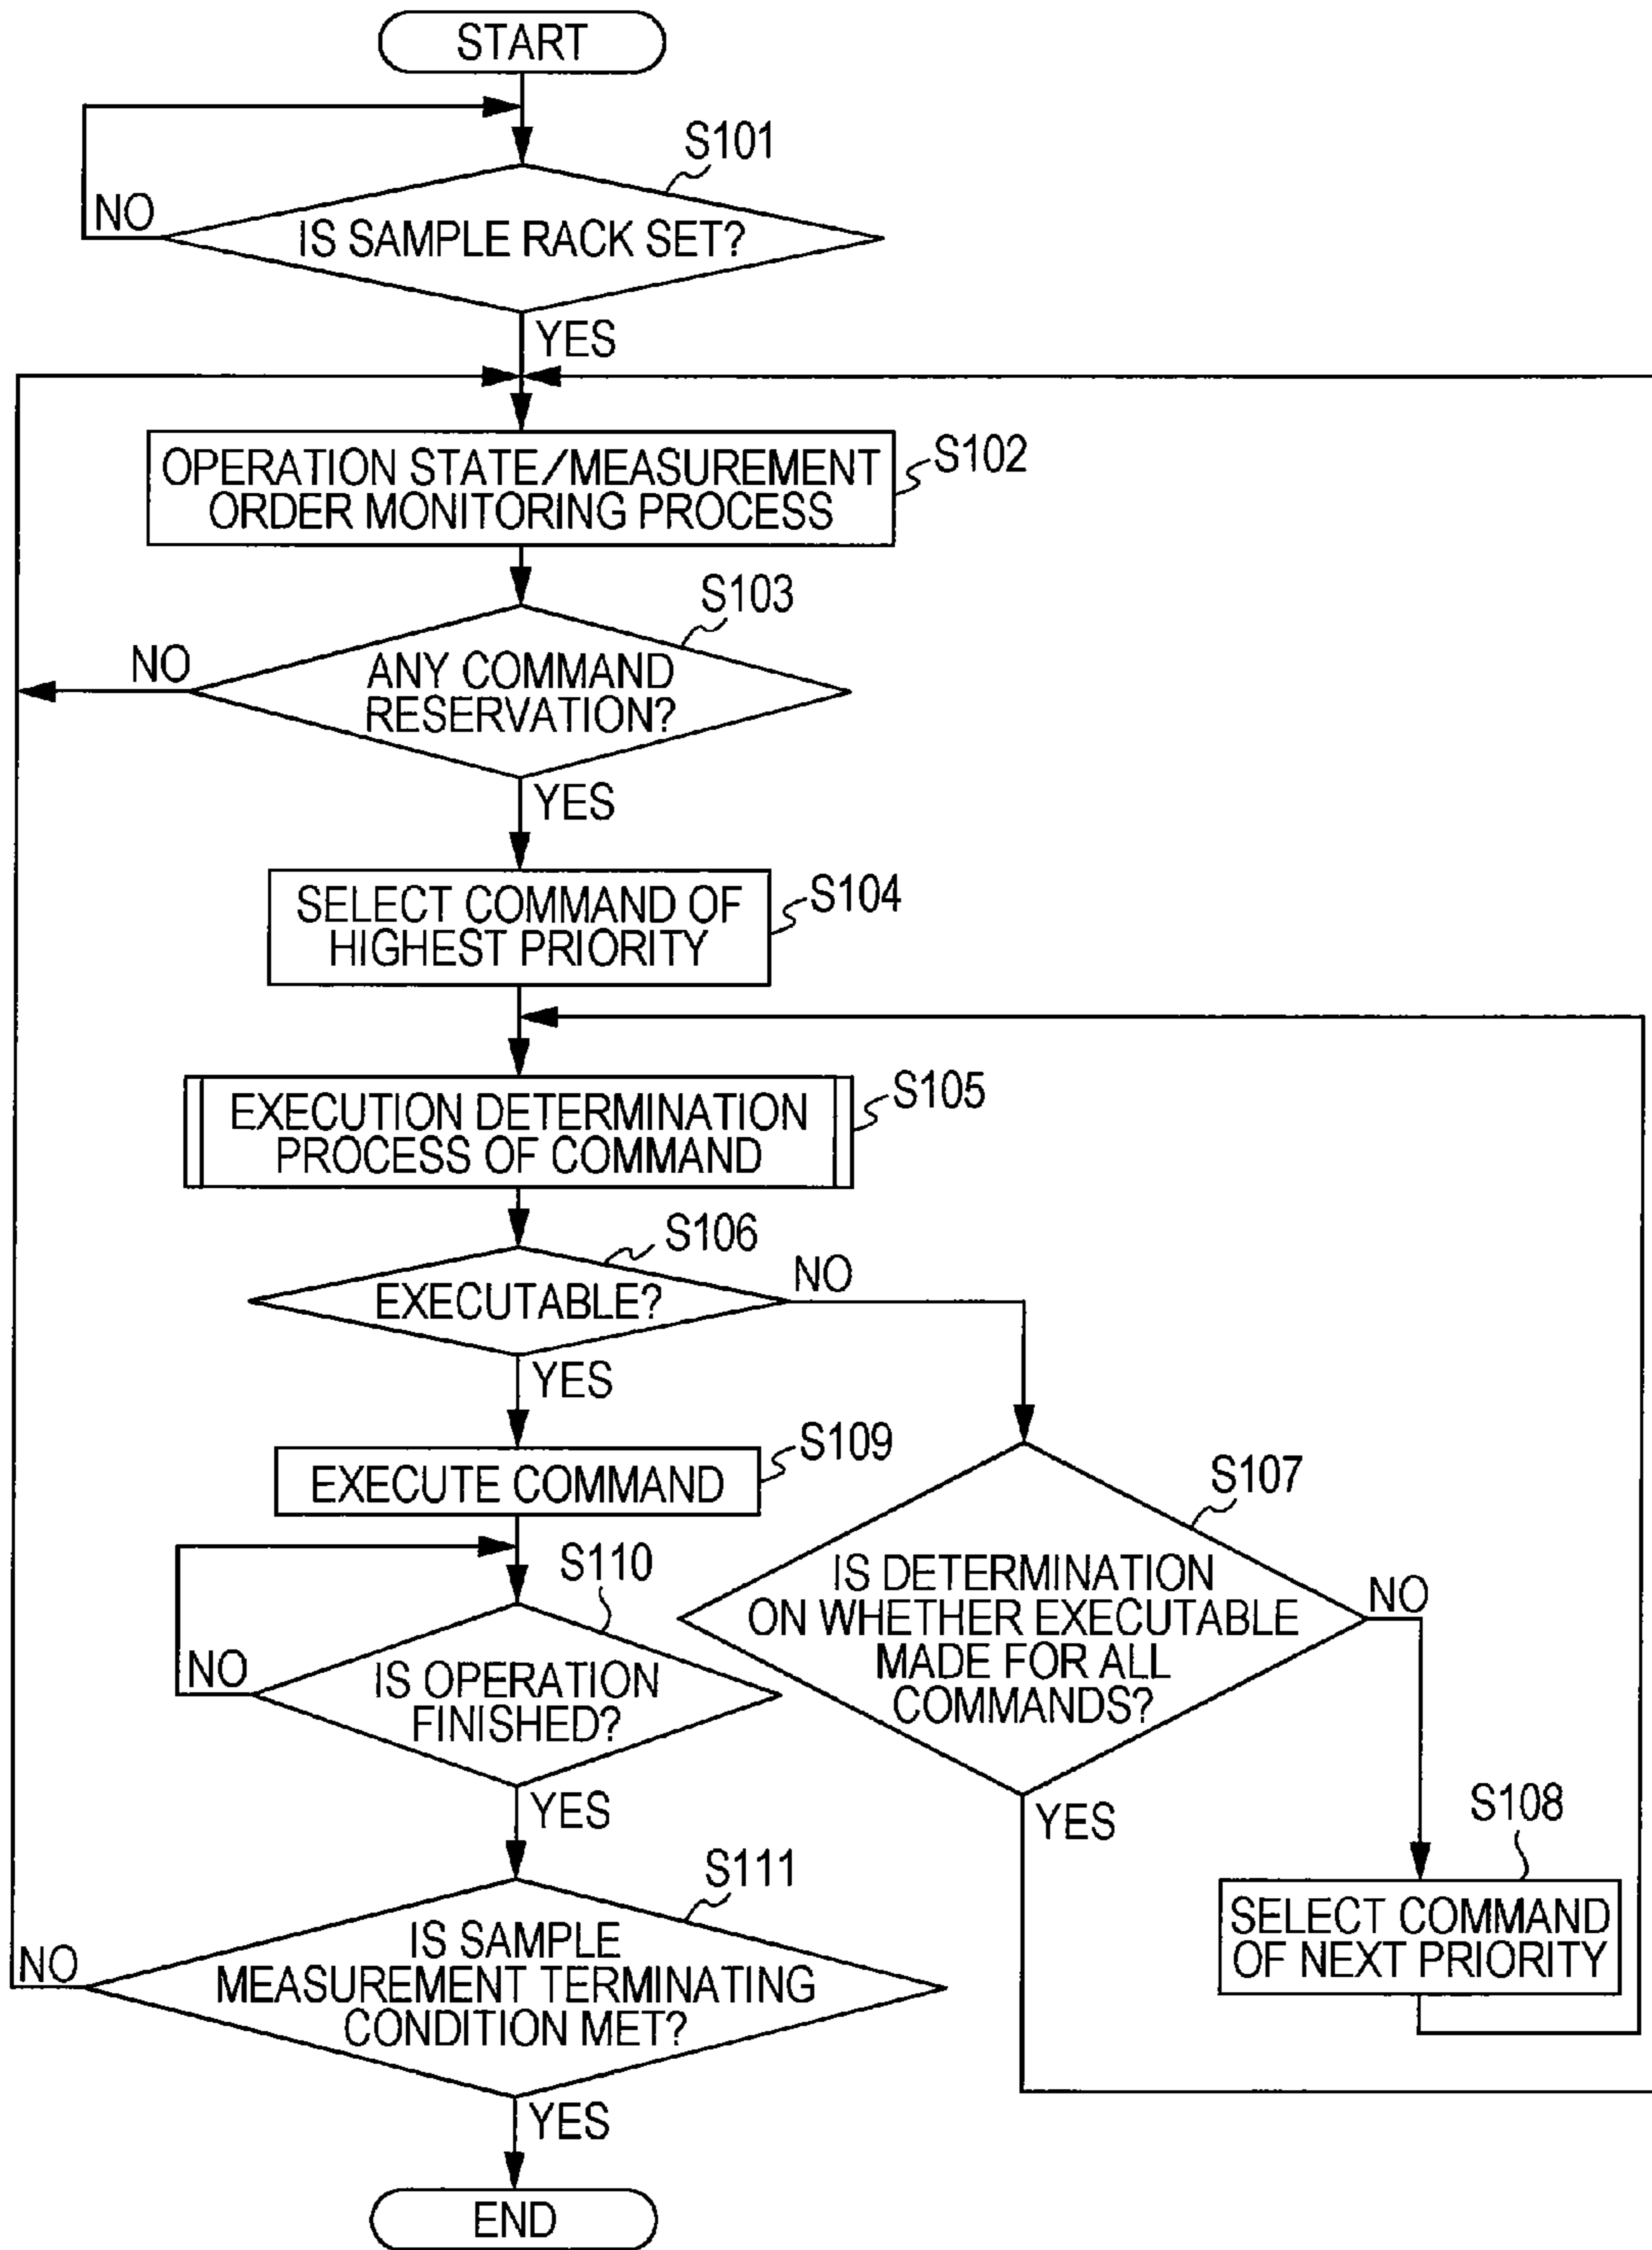 START
S101
NO
IS SAMPLE RACK SET?
YES
OPERATION STATE/MEASUREMENT
ORDER MONITORING PROCESS
S102
S103
NO
ANY COMMAND
RESERVATION?
YES
SELECT COMMAND OF
HIGHEST PRIORITY
S104
EXECUTION DETERMINATION
PROCESS OF COMMAND
S105
S106
EXECUTABLE?
NO
YES
EXECUTE COMMAND
S109
S107
S110
IS DETERMINATION
ON WHETHER EXECUTABLE
MADE FOR ALL
COMMANDS?
NO
NO
IS OPERATION
FINISHED?
YES
YES
S108
SELECT COMMAND
OF NEXT PRIORITY
S111
NO
IS SAMPLE
MEASUREMENT TERMINATING
CONDITION MET?
YES
END